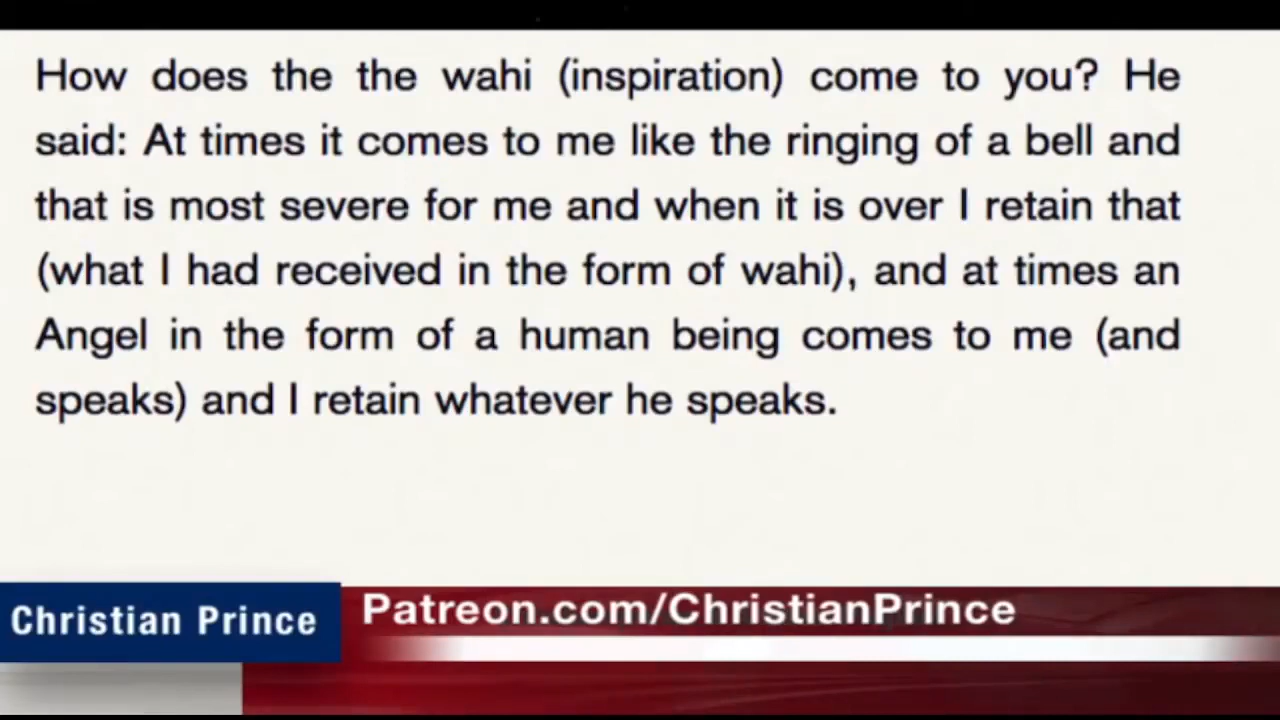 How does the the wahi (inspiration) come to you? He
said: At times it comes to me like the ringing of a bell and
that is most severe for me and when it is over I retain that
(what I had received in the form of wahi), and at times an
Angel in the form of a human being comes to me (and
speaks) and I retain whatever he speaks.
Christian Prince
Patreon.com/ChristianPrince